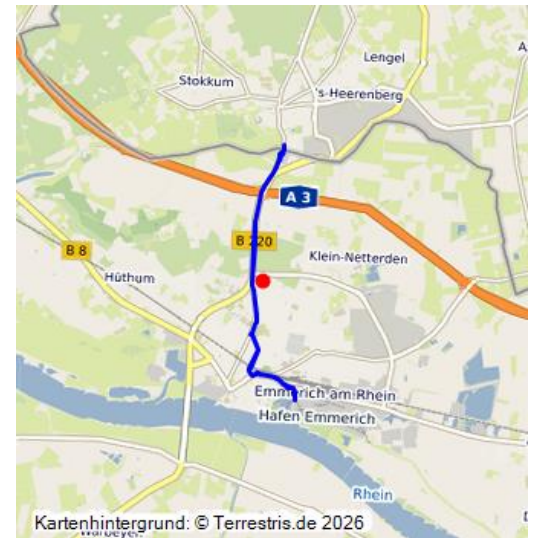 Lengel
Stokkum
's-Heerenberg
A 3
B 220
B 8
Klein-Netterden
Hüthum
Emmerich am Rhein
Hafen Emmerich
Rhein
Kartenhintergrund: © Terrestris.de 2026